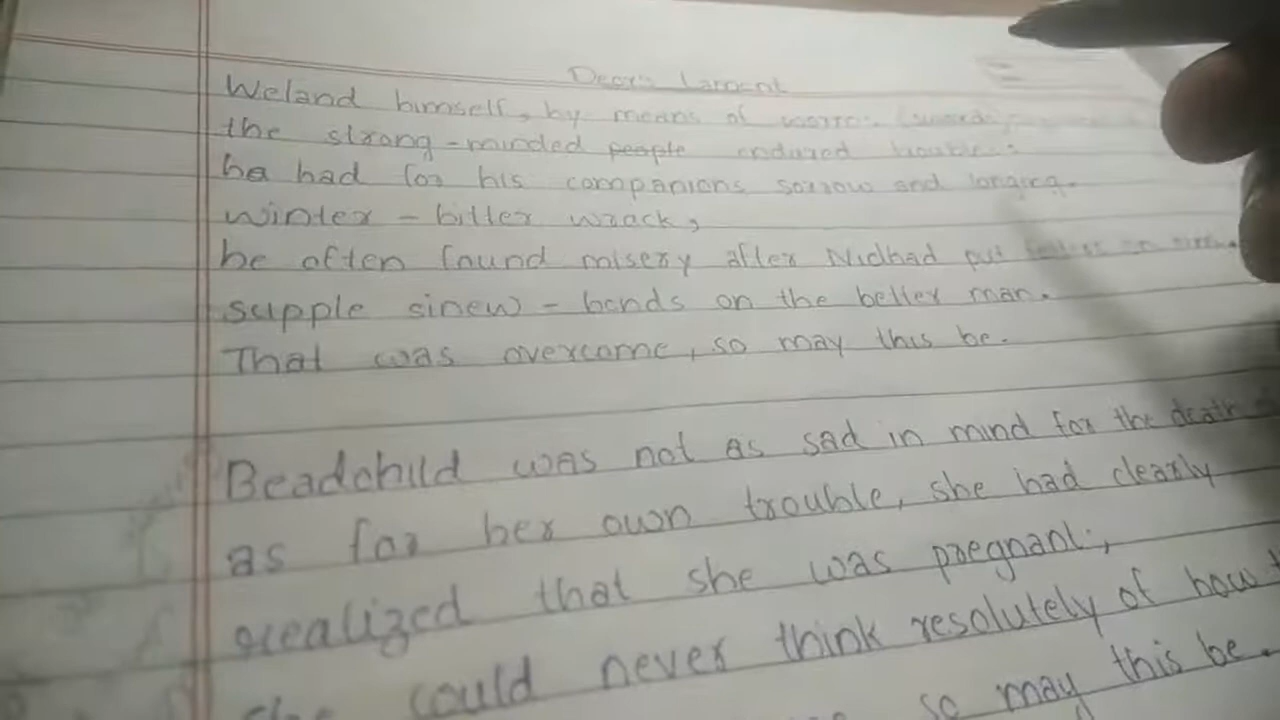 Deor's Lament
Weland himself, by means of worms
the strong-minded people endured trouble:
he had for his companions sorrow and longing.
winter - bitter wrack,
he often found misery after Nidhad put
supple sinew - bonds on the better man.
That was overcome, so may this be.
Beadohild was not as sad in mind for the death
as for her own trouble, she had clearly
realized that she was pregnant;
She could never think resolutely of how
so may this be.